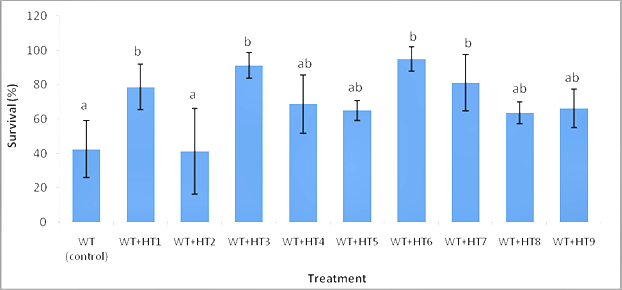 120
100
80
60
40
20
0
Survival (%)
a
b
a
b
ab
ab
b
b
ab
ab
WT (control)
WT+HT1
WT+HT2
WT+HT3
WT+HT4
WT+HT5
WT+HT6
WT+HT7
WT+HT8
WT+HT9
Treatment